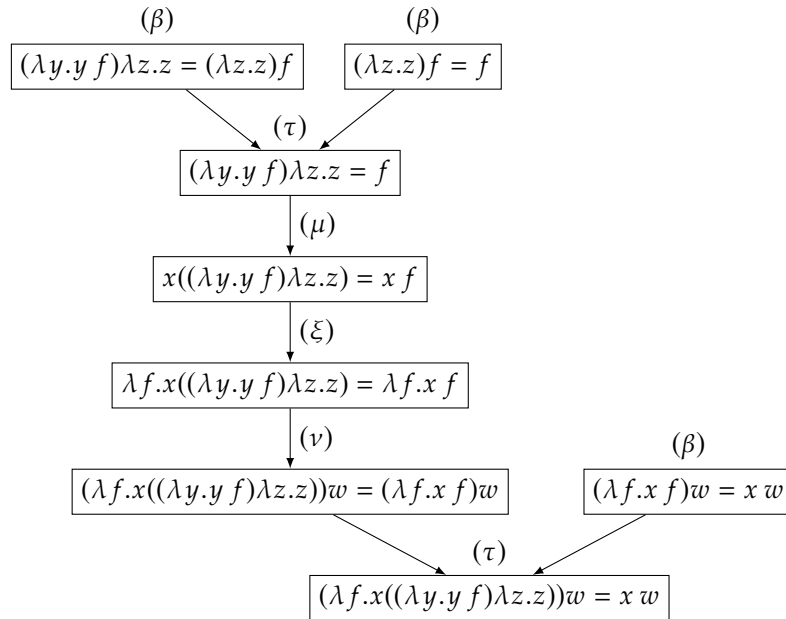 (β) (β)
(λy.y f)λz.z = (λz.z)f (λz.z)f = f
(τ)
(λy.y f)λz.z = f
(μ)
x((λy.y f)λz.z) = x f
(ξ)
λf.x((λy.y f)λz.z) = λf.x f
(ν)
(β)
(λf.x((λy.y f)λz.z))w = (λf.x f)w (λf.x f)w = x w
(τ)
(λf.x((λy.y f)λz.z))w = x w